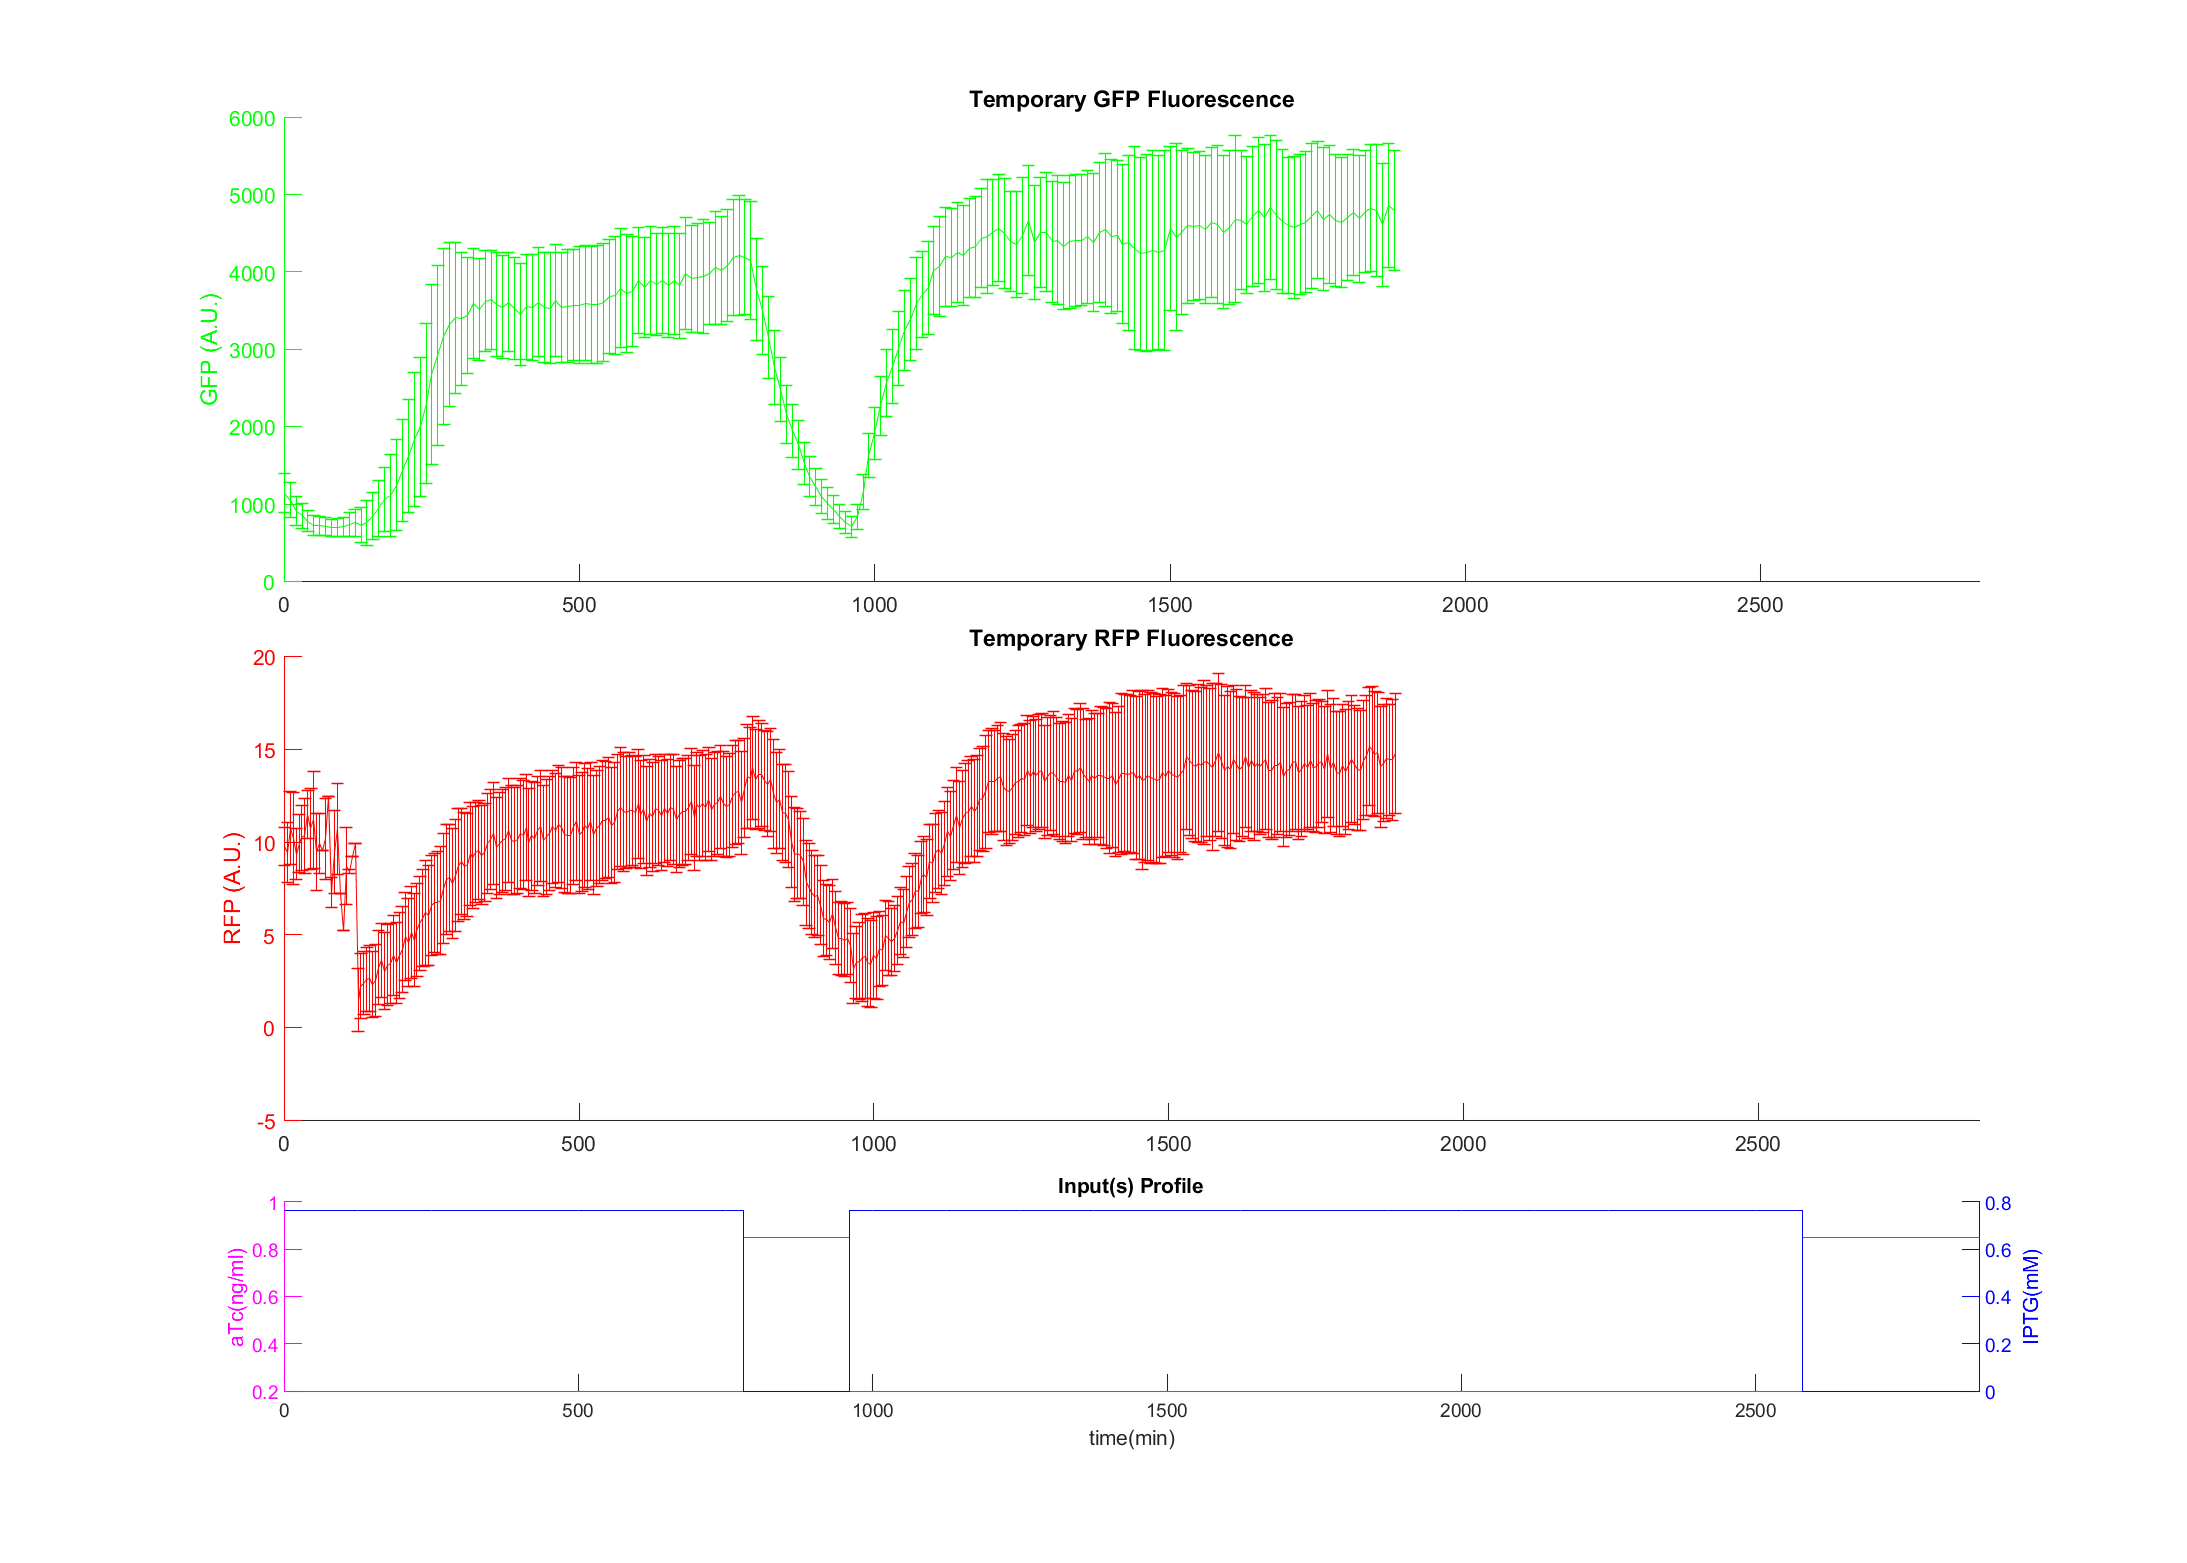 Temporary GFP Fluorescence
6000
5000
4000
3000
2000
1000
0
GFP (A.U.)
0 500 1000 1500 2000 2500
Temporary RFP Fluorescence
20
15
10
5
0
-5
RFP (A.U.)
0 500 1000 1500 2000 2500
Input(s) Profile
1
0.8
0.6
0.4
0.2
aTc(ng/ml)
0.8
0.6
0.4
0.2
0
IPTG(mM)
0 500 1000 1500 2000 2500
time(min)